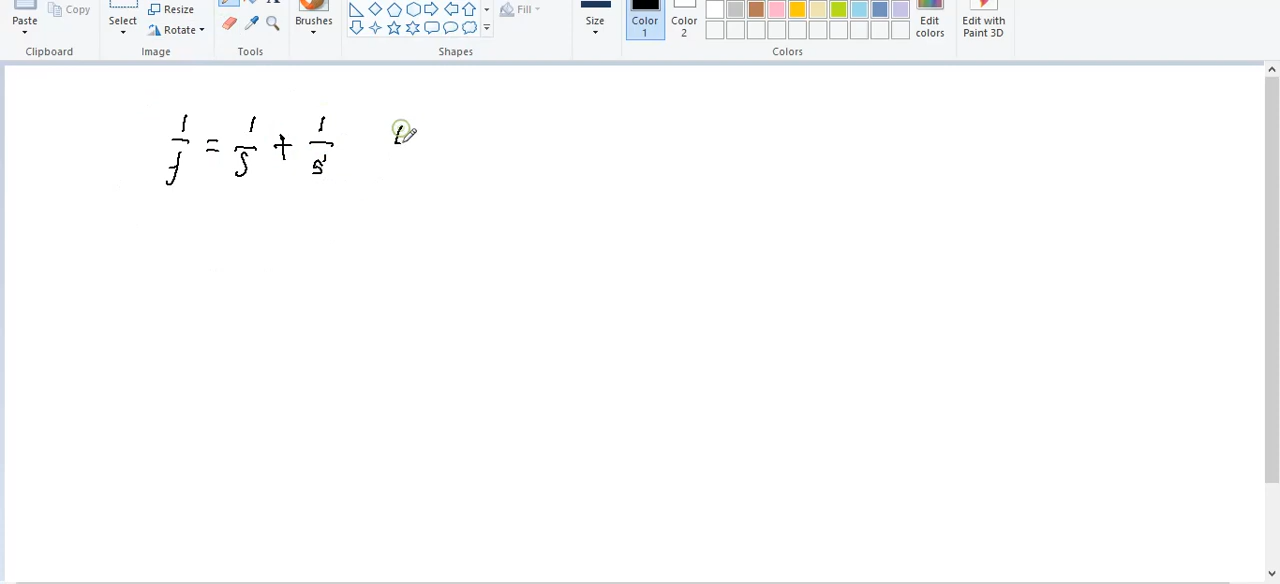 Paste Copy Select Resize Rotate Brushes A Fill Size Color 1 Color 2 Edit colors Edit with Paint 3D
Clipboard Image Tools Shapes Colors
1/f = 1/s + 1/s'